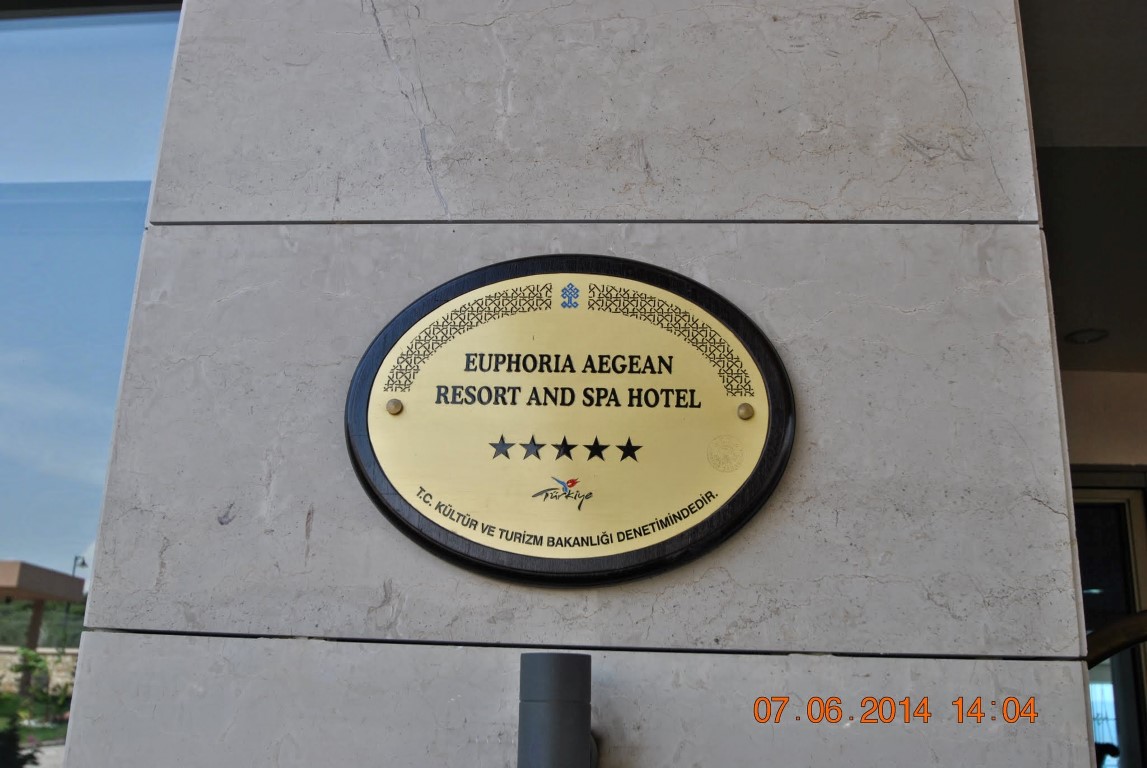 EUPHORIA AEGEAN
RESORT AND SPA HOTEL
Türkiye
T.C. KÜLTÜR VE TURİZM BAKANLIĞI DENETİMİNDEDİR.
07.06.2014 14:04